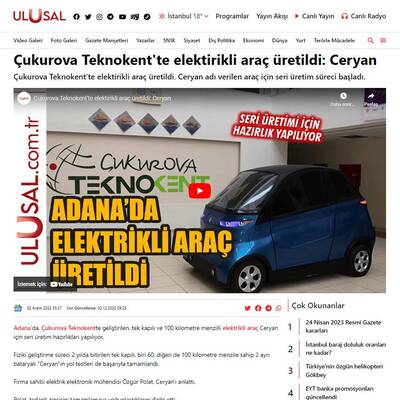 ULUSAL
İstanbul 18°
Programlar
Yayın Akışı
Canlı Yayın
Canlı Radyo
Video Galeri
Foto Galeri
Gazete Manşetleri
Yazarlar
Siyaset
Dış Politika
Ekonomi
Dünya
Yurt
Terörle Mücadele
Çukurova Teknokent'te elektirikli araç üretildi: Ceryan
Çukurova Teknokent'te elektirikli araç üretildi. Ceryan adı verilen araç için seri üretim süreci başladı.
Çukurova Teknokent'te elektirikli araç üretildi: Ceryan
Daha sonr...
Paylaş
SERİ ÜRETİMİ İÇİN
HAZIRLIK YAPILIYOR
ULUSAL.com.tr
ÇUKUROVA
TEKNOKENT
ADANA'DA
ELEKTRİKLİ ARAÇ
ÜRETİLDİ
İzlemek için: YouTube
02 Aralık 2022 05:27
Son Güncelleme: 02.12.2022 09:25
Adana'da, Çukurova Teknokentte geliştirilen, tek kapılı ve 100 kilometre menzilli elektrikli araç Ceryan
için seri üretim hazırlıkları yapılıyor.
Fiziki geliştirme süreci 2 yılda bitirilen tek kapılı, biri 60, diğeri de 100 kilometre menzile sahip 2 ayrı
bataryalı "Ceryan"ın yol testleri de başarıyla tamamlandı.
Firma sahibi elektrik elektronik mühendisi Özgür Polat, Ceryan'ı anlattı.
Çok Okunanlar
1
24 Nisan 2023 Resmi Gazete
kararları
2
İstanbul baraj doluluk oranları
ne kadar?
3
Türkiye'nin özgün helikopteri
Gökbey
4
EYT banka promosyonları
güncellendi